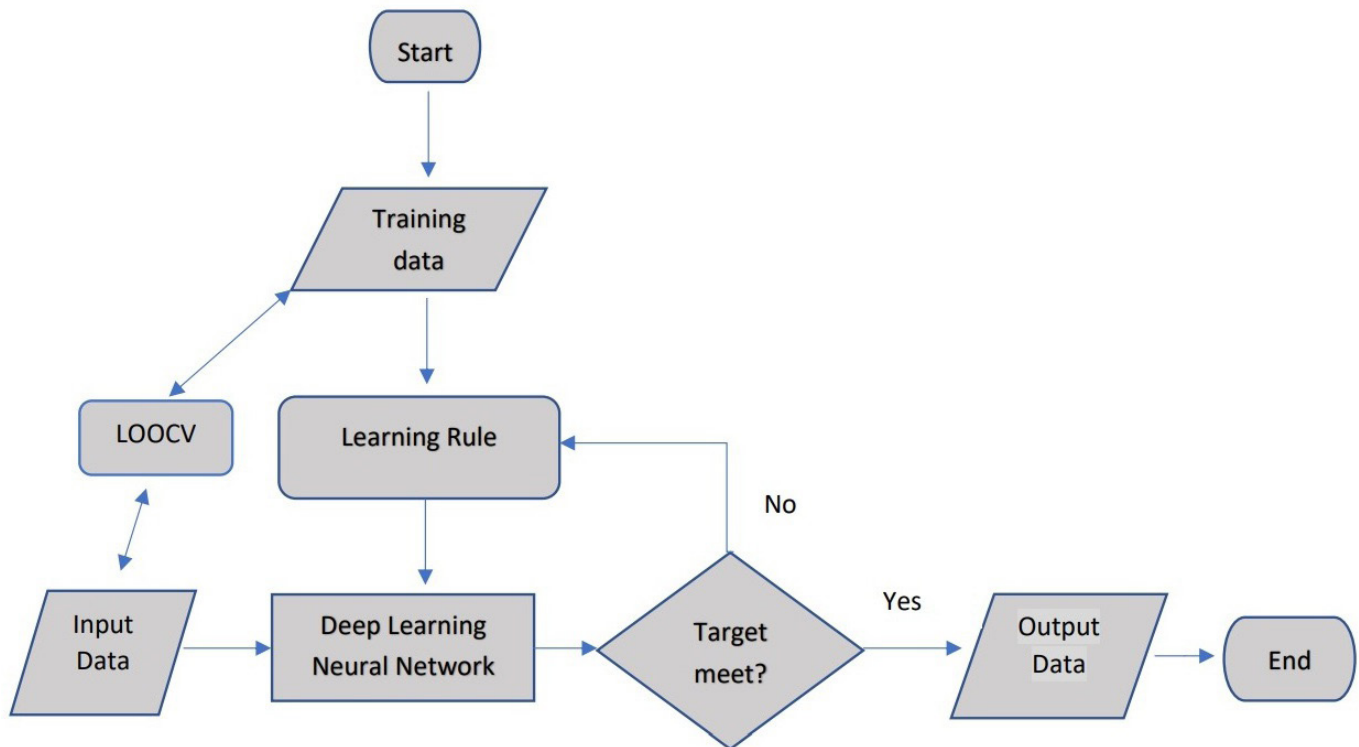 Start
Training
data
LOOCV
Learning Rule
No
Input
Data
Deep Learning
Neural Network
Target
meet?
Yes
Output
Data
End